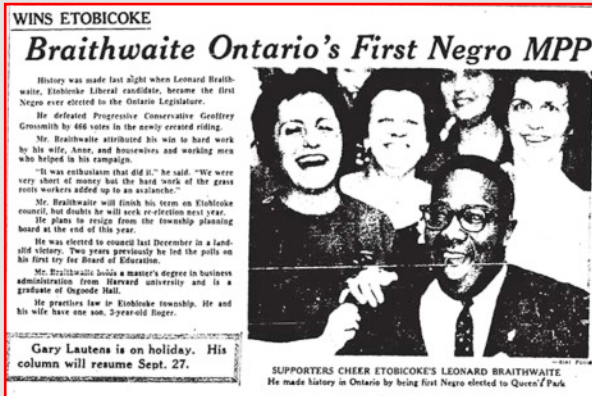 WINS ETOBICOKE
Braithwaite Ontario's First Negro MPP
History was made last night when Leonard Braith-
waite, Etobicoke Liberal candidate, became the first
Negro ever elected to the Ontario Legislature.
He defeated Progressive Conservative Geoffrey
Grossmith by 466 votes in the newly created riding.
Mr. Braithwaite attributed his win to hard work
by his wife, Anne, and housewives and working men
who helped in his campaign.
"It was enthusiasm that did it," he said. "We were
very short of money but the hard work of the grass
roots workers added up to an avalanche."
Mr. Braithwaite will finish his term on Etobicoke
council, but doubts he will seek re-election next year.
He plans to resign from the township planning
board at the end of this year.
He was elected to council last December in a land-
slid victory. Two years previously he led the polls on
his first try for Board of Education.
Mr. Braithwaite holds a master's degree in business
administration from Harvard university and is a
graduate of Osgoode Hall.
He practises law in Etobicoke township. He and
his wife have one son, 3-year-old Roger.
Gary Lautens is on holiday. His
column will resume Sept. 27.
SUPPORTERS CHEER ETOBICOKE'S LEONARD BRAITHWAITE
He made history in Ontario by being first Negro elected to Queen's Park